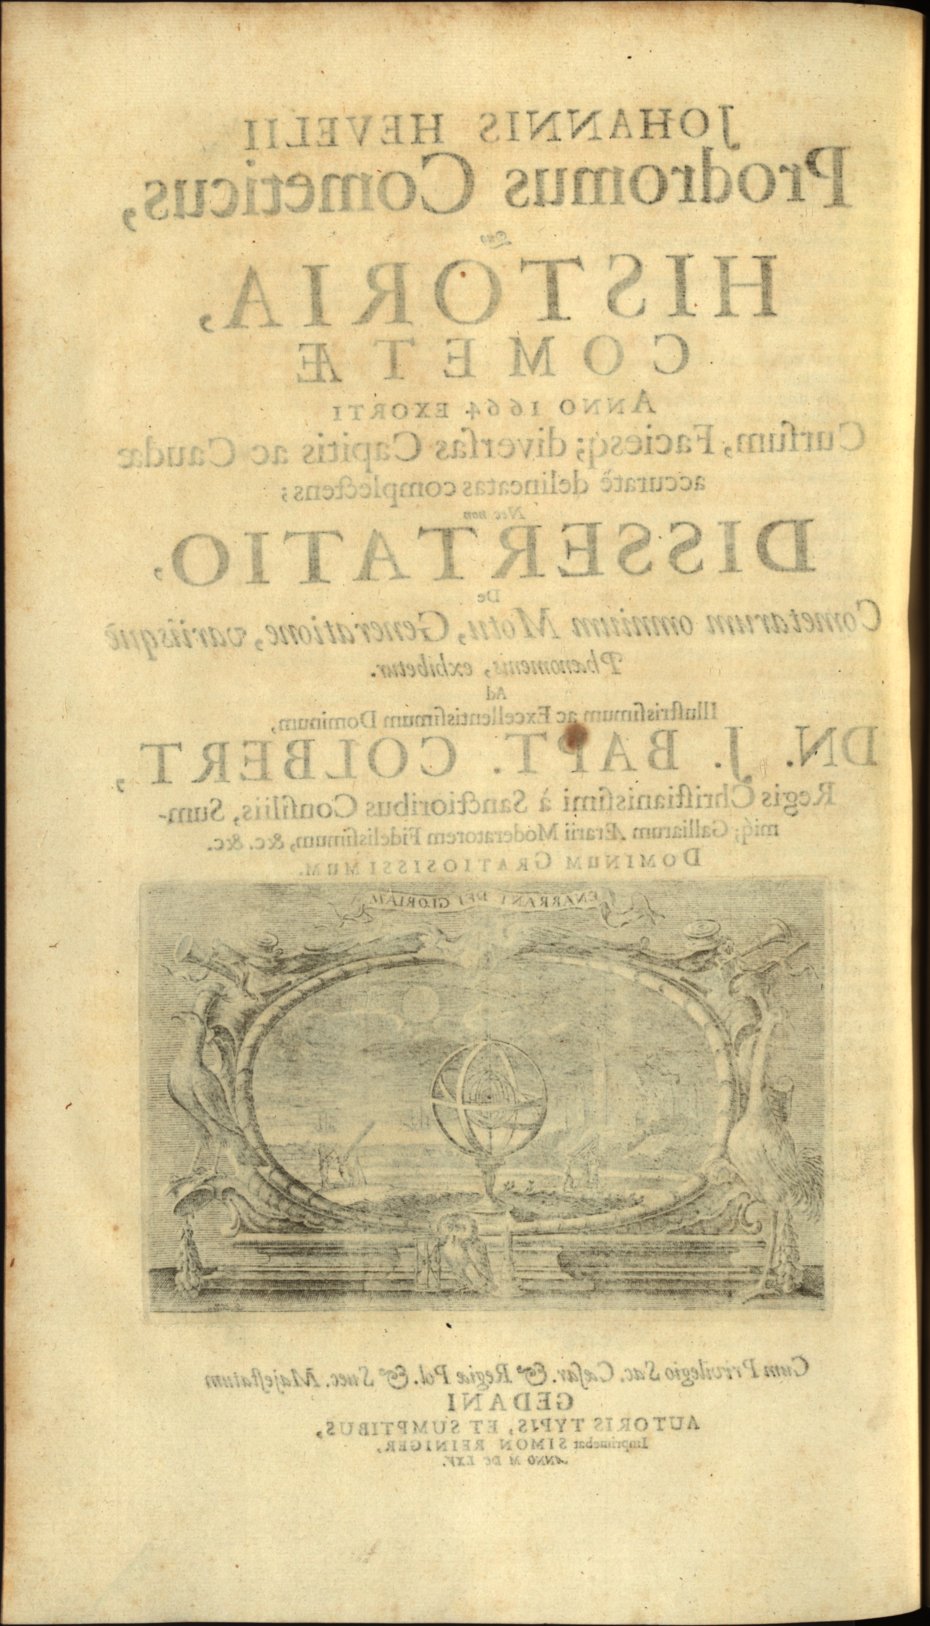 JOHANNIS HEVELII
Prodromus Cometicus,
Quo
HISTORIA,
COMETÆ
ANNO 1664 EXORTI
Curſum, Faciesq́; diverſas Capitis ac Caudæ
accuratè delineatas complectens;
Nec non
DISSERTATIO,
De
Cometarum omnium Motu, Generatione, variisquè
Phænomenis, exhibetur.
Ad
Illuſtriſſimum ac Excellentiſſimum Dominum,
DN. J. BAPT. COLBERT,
Regis Chriſtianiſſimi à Sanctioribus Conſiliis, Sum-
miq́; Galliarum Ærarii Moderatorem Fideliſſimum, &c. &c.
DOMINUM GRATIOSISSIMUM.
ENARRANT DEI GLORIAM
Cum Privilegio Sac. Cæſar. & Regiæ Pol. & Suec. Majeſtatum
GEDANI
AUTORIS TYPIS, ET SUMPTIBUS,
Imprimebat SIMON REINIGER,
ANNO M DC LXV.